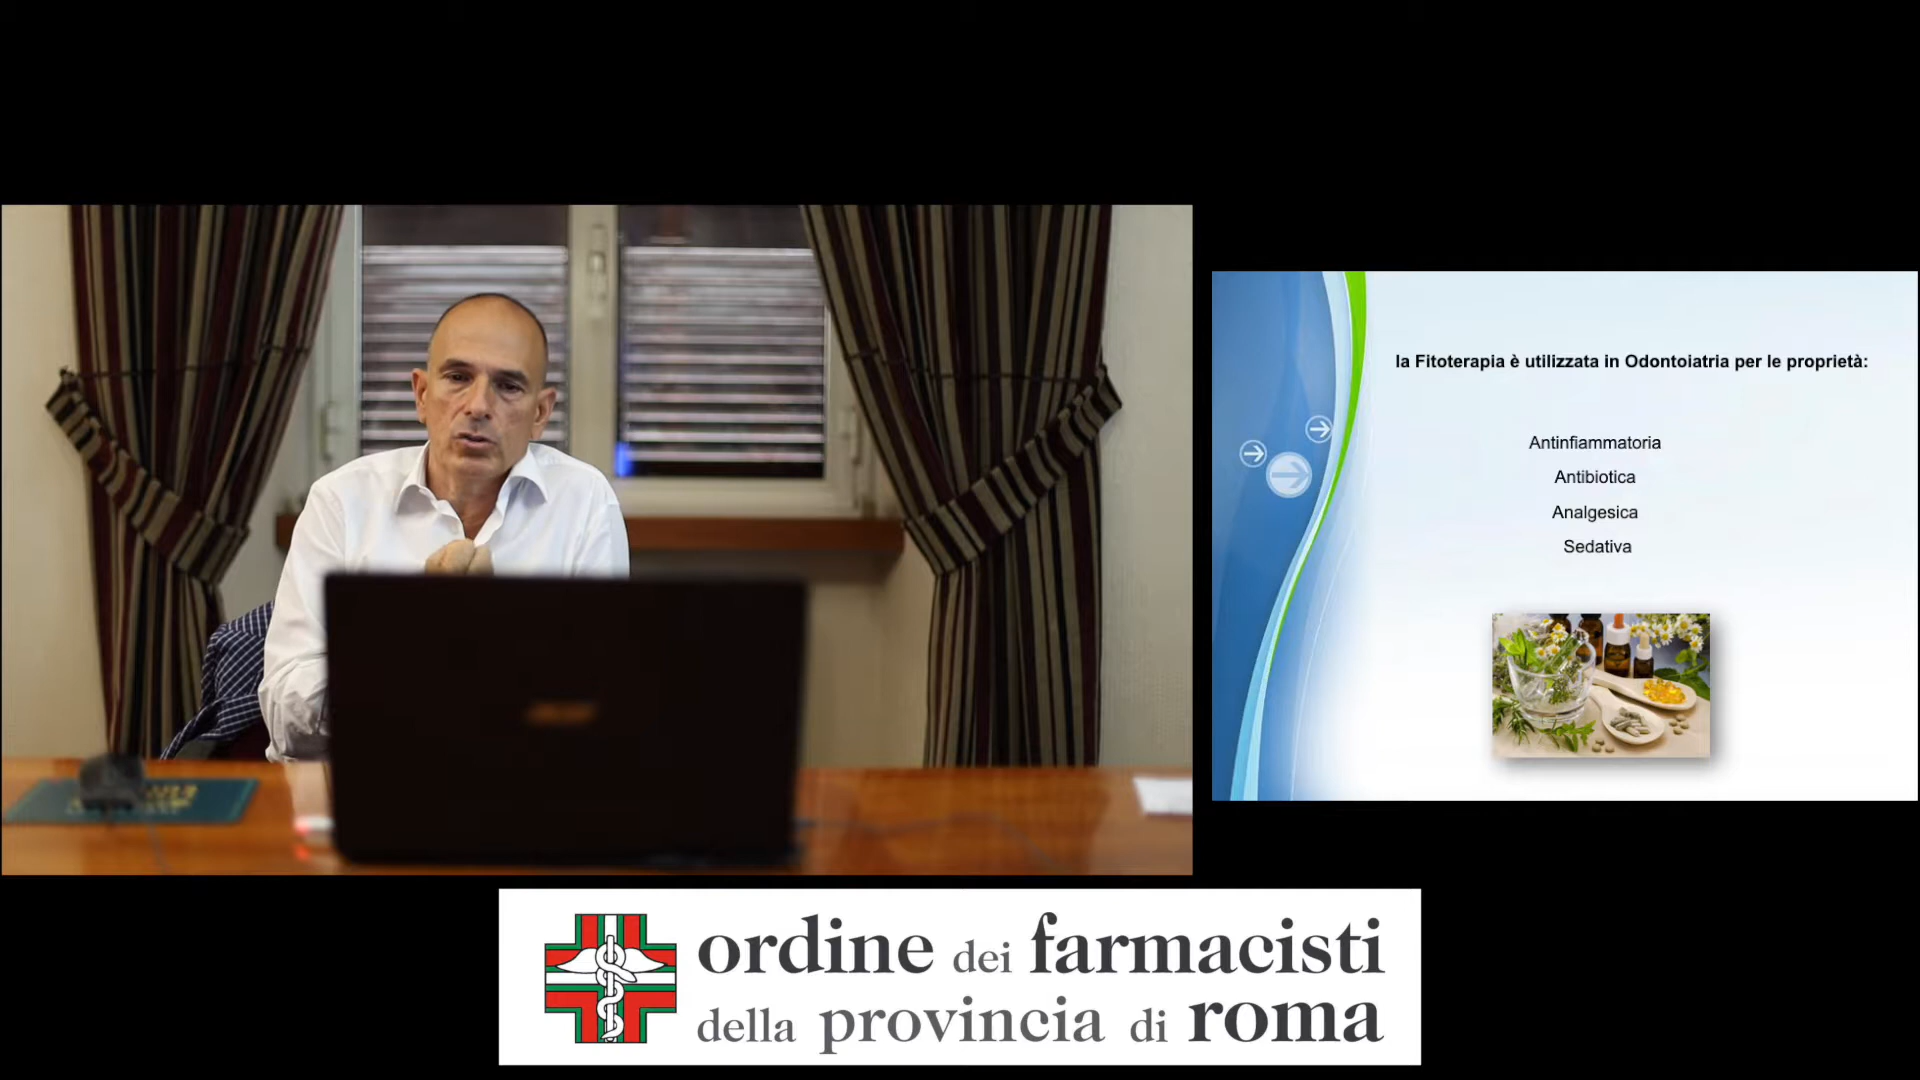 la Fitoterapia è utilizzata in Odontoiatria per le proprietà:
Antinfiammatoria
Antibiotica
Analgesica
Sedativa
ordine dei farmacisti
della provincia di roma